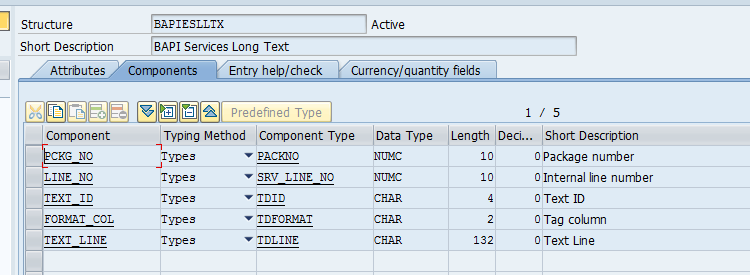 Structure BAPIESLLTX Active
Short Description BAPI Services Long Text
Attributes Components Entry help/check Currency/quantity fields
Predefined Type 1 / 5
Component Typing Method Component Type Data Type Length Deci... Short Description
PCKG_NO Types PACKNO NUMC 10 0 Package number
LINE_NO Types SRV_LINE_NO NUMC 10 0 Internal line number
TEXT_ID Types TDID CHAR 4 0 Text ID
FORMAT_COL Types TDFORMAT CHAR 2 0 Tag column
TEXT_LINE Types TDLINE CHAR 132 0 Text Line